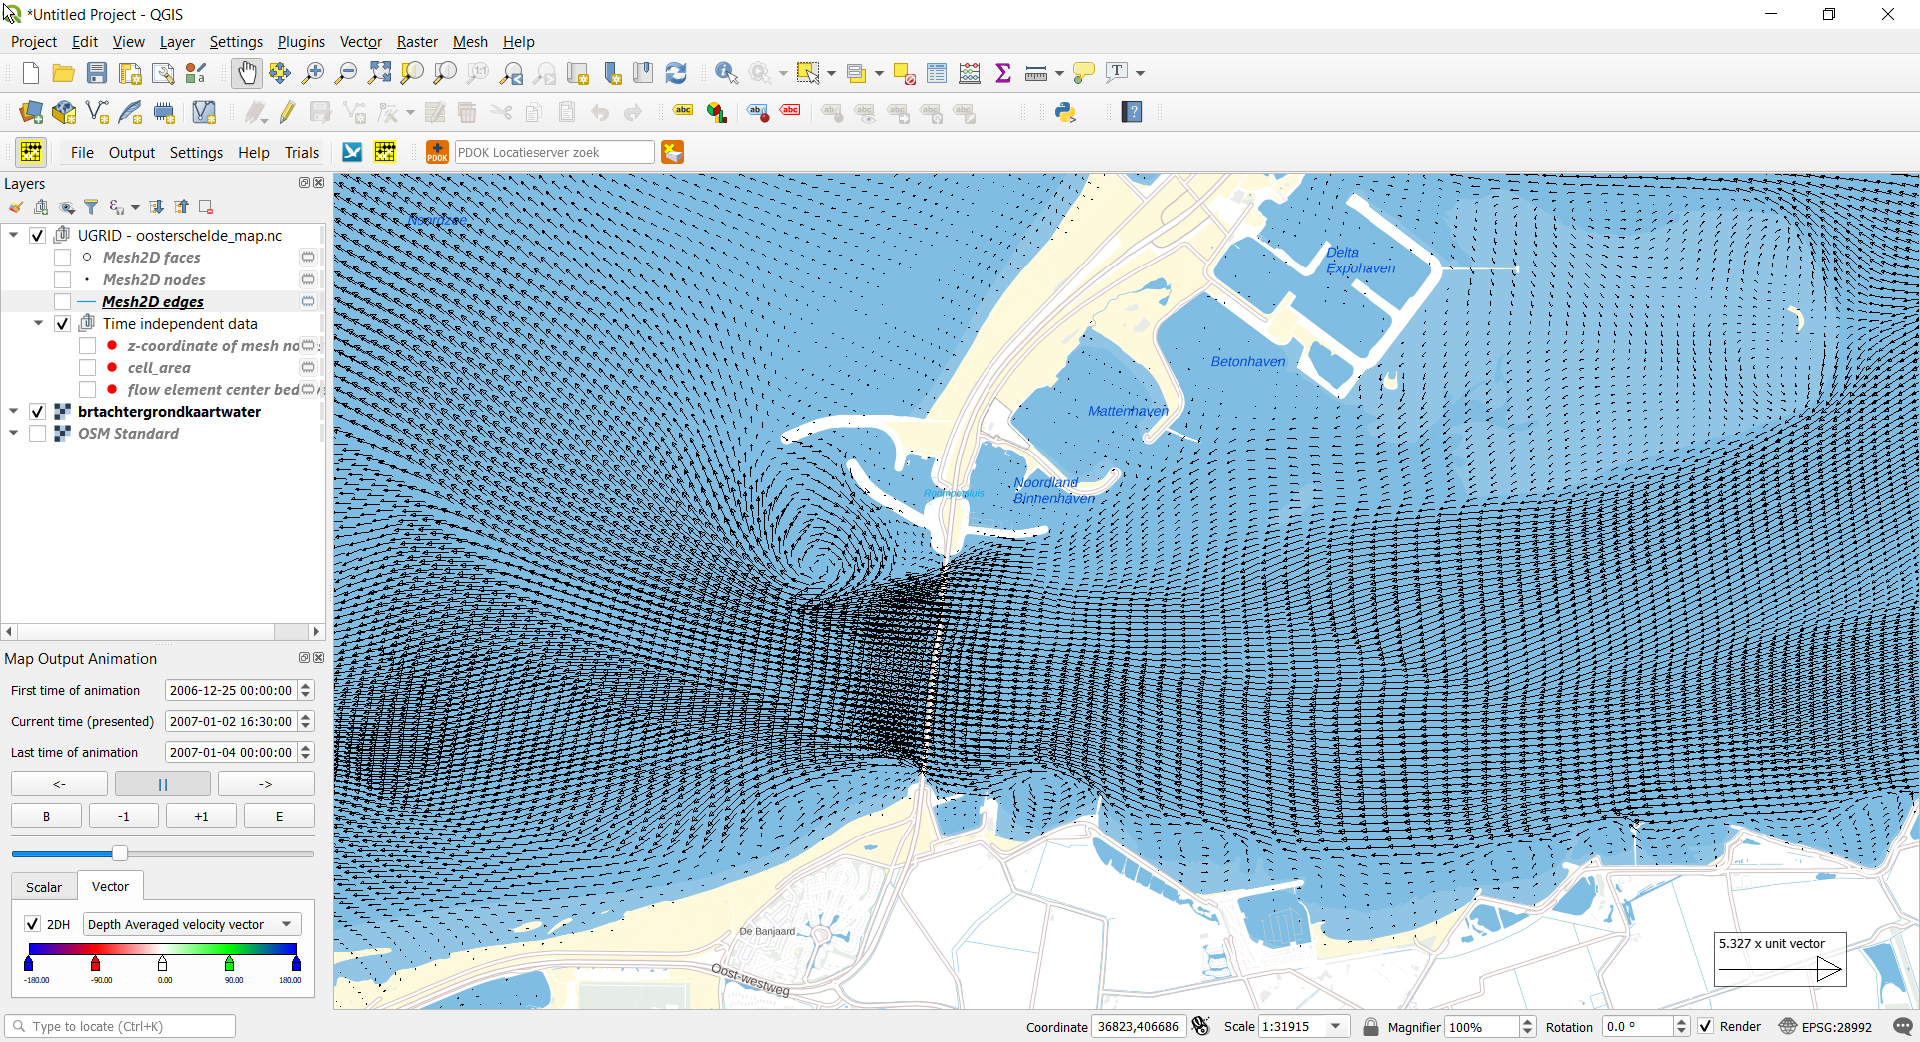 *Untitled Project - QGIS
Project Edit View Layer Settings Plugins Vector Raster Mesh Help
File Output Settings Help Trials PDOK PDOK Locatieserver zoek
Layers
UGRID - oosterschelde_map.nc
Mesh2D faces
Mesh2D nodes
Mesh2D edges
Time independent data
z-coordinate of mesh no
cell_area
flow element center bed
brtachtergrondkaartwater
OSM Standard
Map Output Animation
First time of animation 2006-12-25 00:00:00
Current time (presented) 2007-01-02 16:30:00
Last time of animation 2007-01-04 00:00:00
<- || ->
B -1 +1 E
Scalar Vector
2DH Depth Averaged velocity vector
-180.00 -90.00 0.00 90.00 180.00
Noordzee
Delta
Expohaven
Betonhaven
Mattenhaven
Noordland
Binnenhaven
Roompotsluis
De Banjaard
Oost-westweg
5.327 x unit vector
Type to locate (Ctrl+K)
Coordinate 36823,406686 Scale 1:31915 Magnifier 100% Rotation 0.0 ° Render EPSG:28992